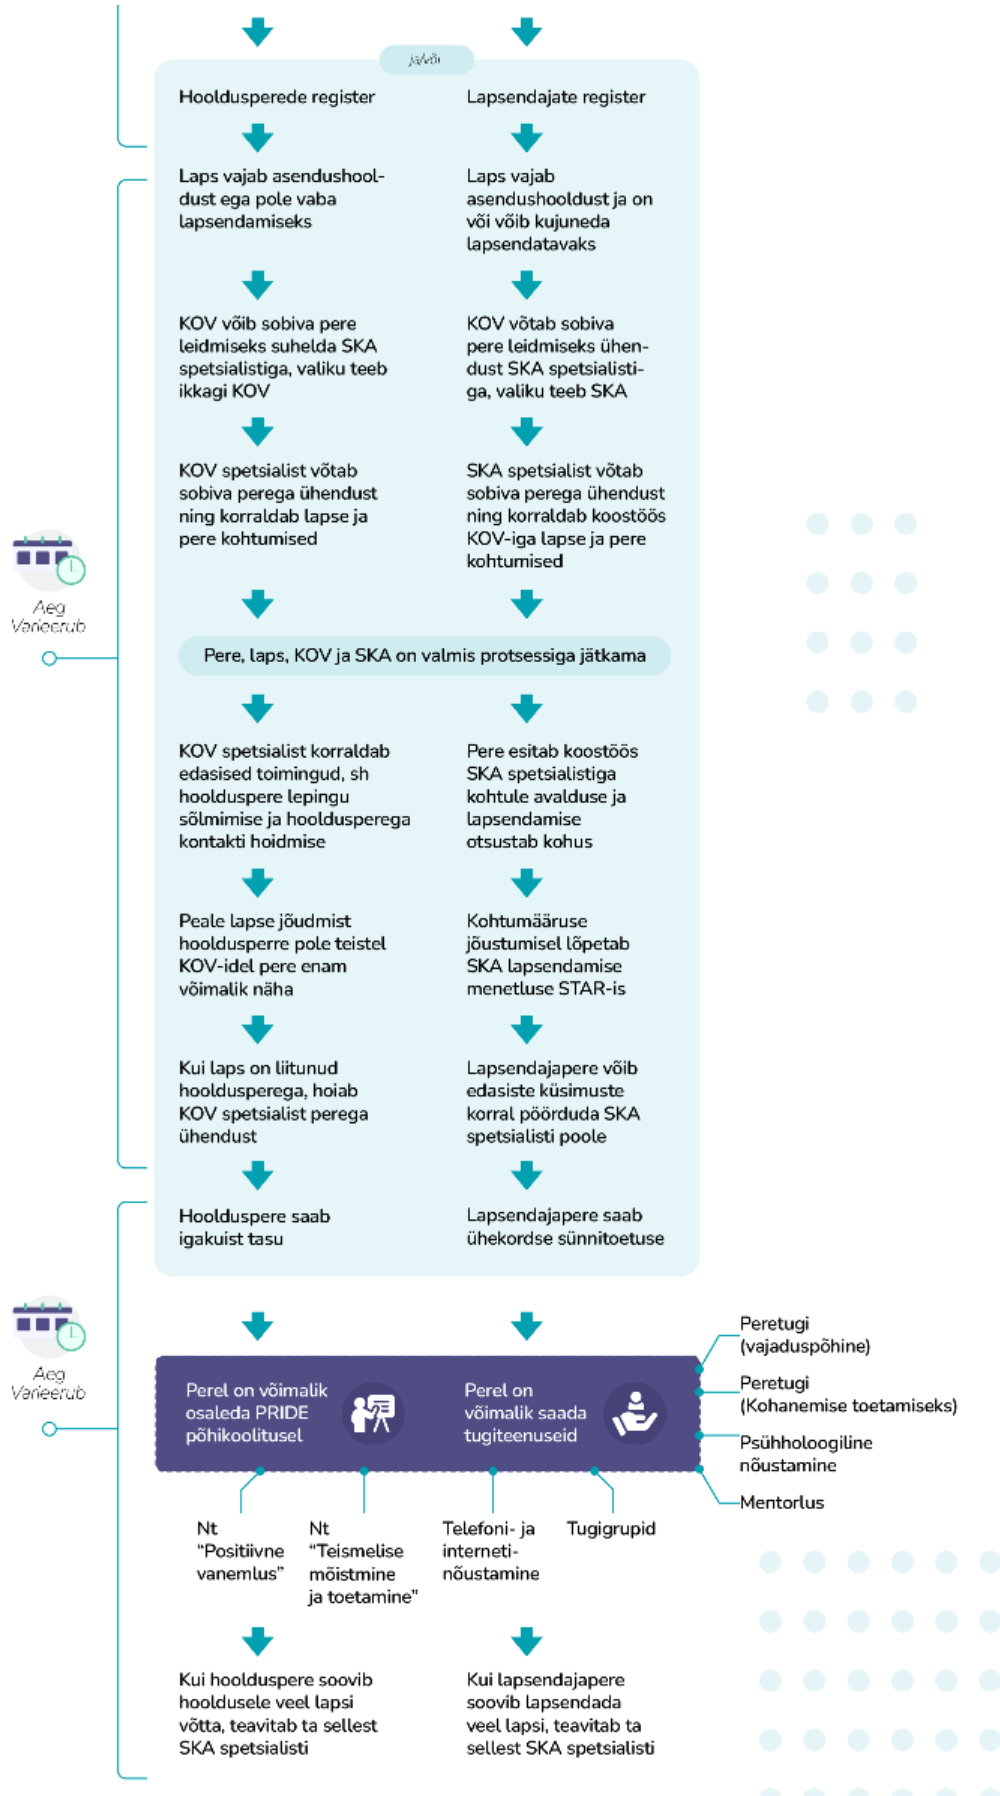 ja/või
Hooldusperede register
Lapsendajate register
Laps vajab asendushool-
dust ega pole vaba
lapsendamiseks
Laps vajab
asendushooldust ja on
või võib kujuneda
lapsendatavaks
KOV võib sobiva pere
leidmiseks suhelda SKA
spetsialistiga, valiku teeb
ikkagi KOV
KOV võtab sobiva
pere leidmiseks ühen-
dust SKA spetsialisti-
ga, valiku teeb SKA
KOV spetsialist võtab
sobiva perega ühendust
ning korraldab lapse ja
pere kohtumised
SKA spetsialist võtab
sobiva perega ühendust
ning korraldab koostöös
KOV-iga lapse ja pere
kohtumised
Aeg
Varieerub
Pere, laps, KOV ja SKA on valmis protsessiga jätkama
KOV spetsialist korraldab
edasised toimingud, sh
hoolduspere lepingu
sõlmimise ja hooldusperega
kontakti hoidmise
Pere esitab koostöös
SKA spetsialistiga
kohtule avalduse ja
lapsendamise
otsustab kohus
Peale lapse jõudmist
hooldusperre pole teistel
KOV-idel pere enam
võimalik näha
Kohtumääruse
jõustumisel lõpetab
SKA lapsendamise
menetluse STAR-is
Kui laps on liitunud
hooldusperega, hoiab
KOV spetsialist perega
ühendust
Lapsendajapere võib
edasiste küsimuste
korral pöörduda SKA
spetsialisti poole
Hoolduspere saab
igakuist tasu
Lapsendajapere saab
ühekordse sünnitoetuse
Aeg
Varieerub
Perel on võimalik
osaleda PRIDE
põhikoolitusel
Perel on
võimalik saada
tugiteenuseid
Peretugi
(vajaduspõhine)
Peretugi
(Kohanemise toetamiseks)
Psühholoogiline
nõustamine
Mentorlus
Nt
"Positiivne
vanemlus"
Nt
"Teismelise
mõistmine
ja toetamine"
Telefoni- ja
interneti-
nõustamine
Tugigrupid
Kui hoolduspere soovib
hooldusele veel lapsi
võtta, teavitab ta sellest
SKA spetsialisti
Kui lapsendajapere
soovib lapsendada
veel lapsi, teavitab ta
sellest SKA spetsialisti